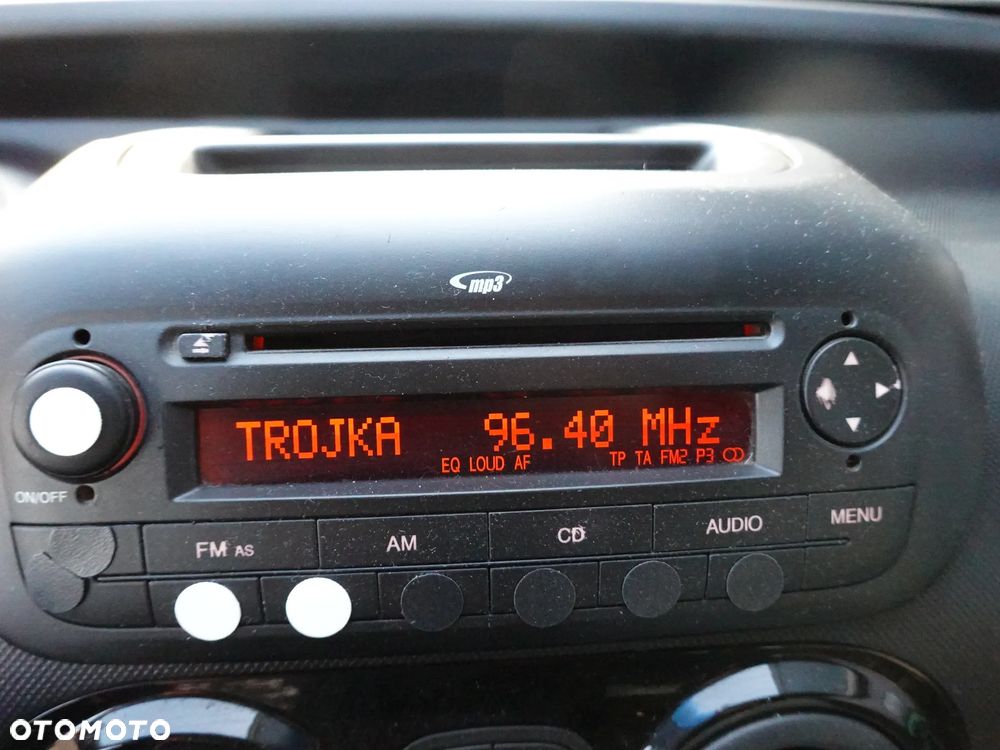 mp3
TROJKA 96.40 MHz
EQ LOUD AF TP TA FM2 P3
ON/OFF
FM AS AM CD AUDIO MENU
OTOMOTO